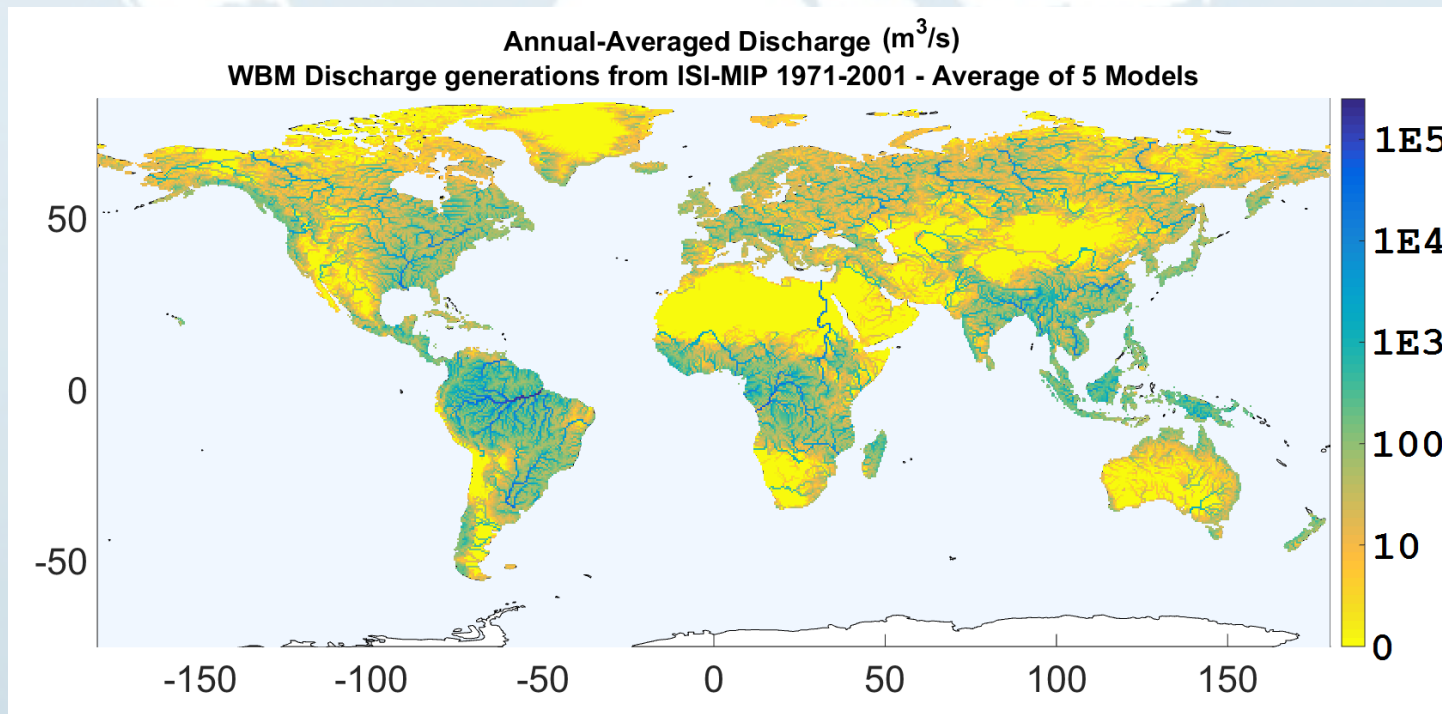 Annual-Averaged Discharge (m³/s)
WBM Discharge generations from ISI-MIP 1971-2001 - Average of 5 Models
50
0
-50
-150 -100 -50 0 50 100 150
1E5
1E4
1E3
100
10
0